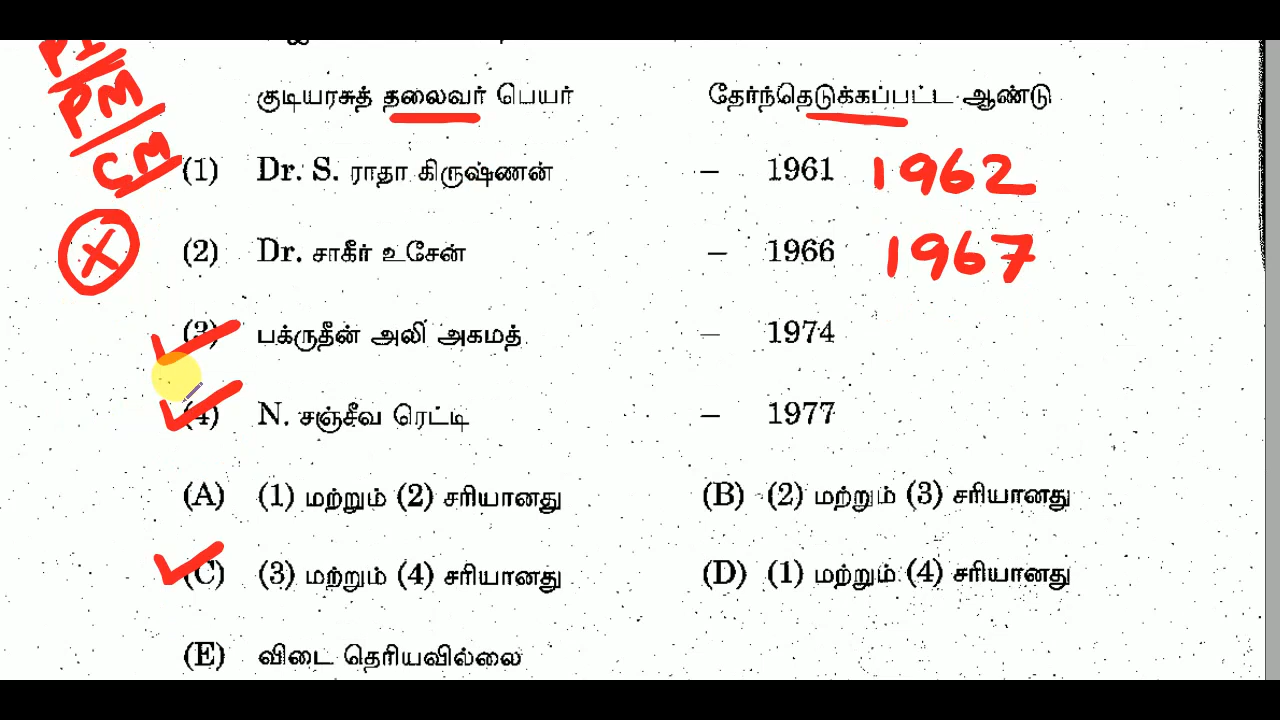 PM
PM
CM
குடியரசுத் தலைவர் பெயர் தேர்ந்தெடுக்கப்பட்ட ஆண்டு
(1) Dr. S. ராதா கிருஷ்ணன் – 1961 1962
(2) Dr. சாகீர் உசேன் – 1966 1967
(3) பக்ருதீன் அலி அகமத் – 1974
(4) N. சஞ்சீவ ரெட்டி – 1977
(A) (1) மற்றும் (2) சரியானது (B) (2) மற்றும் (3) சரியானது
(C) (3) மற்றும் (4) சரியானது (D) (1) மற்றும் (4) சரியானது
(E) விடை தெரியவில்லை